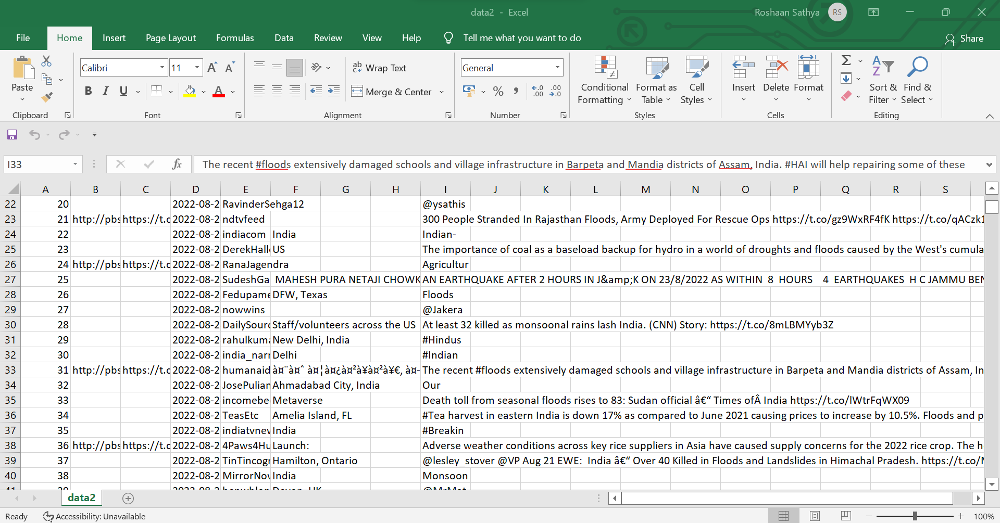 data2 - Excel
Roshaan Sathya RS
File Home Insert Page Layout Formulas Data Review View Help Tell me what you want to do Share
Paste
Clipboard
Calibri 11
B I U A
Font
ab Wrap Text
Merge & Center
Alignment
General
% , .00
Number
Conditional Formatting
Format as Table
Cell Styles
Styles
Insert Delete Format
Cells
Sort & Filter
Find & Select
Editing
I33 fx The recent #floods extensively damaged schools and village infrastructure in Barpeta and Mandia districts of Assam, India. #HAI will help repairing some of these
A B C D E F G H I J K L M N O P Q R S
22 20 2022-08-2 RavinderSehga12 @ysathis
23 21 http://pbs https://t.c 2022-08-2 ndtvfeed 300 People Stranded In Rajasthan Floods, Army Deployed For Rescue Ops https://t.co/gz9WxRF4fK https://t.co/qACzk1
24 22 2022-08-2 indiacom India Indian-
25 23 2022-08-2 DerekHall US The importance of coal as a baseload backup for hydro in a world of droughts and floods caused by the West's cumula
26 24 http://pbs https://t.c 2022-08-2 RanaJagendra Agricultur
27 25 2022-08-2 SudeshGa MAHESH PURA NETAJI CHOWK AN EARTHQUAKE AFTER 2 HOURS IN J&amp;K ON 23/8/2022 AS WITHIN 8 HOURS 4 EARTHQUAKES H C JAMMU BEN
28 26 2022-08-2 Fedupame DFW, Texas Floods
29 27 2022-08-2 nowwins @Jakera
30 28 2022-08-2 DailySourc Staff/volunteers across the US At least 32 killed as monsoonal rains lash India. (CNN) Story: https://t.co/8mLBMYyb3Z
31 29 2022-08-2 rahulkuma New Delhi, India #Hindus
32 30 2022-08-2 india_narr Delhi #Indian
33 31 http://pbs https://t.c 2022-08-2 humanaid à¤¨à¤ˆ à¤¦à¤¿à¤²à¥à¤²à¥€, à¤- The recent #floods extensively damaged schools and village infrastructure in Barpeta and Mandia districts of Assam, In
34 32 2022-08-2 JosePulian Ahmadabad City, India Our
35 33 2022-08-2 incomebe Metaverse Death toll from seasonal floods rises to 83: Sudan official â€“ Times ofÂ India https://t.co/lWtrFqWX09
36 34 2022-08-2 TeasEtc Amelia Island, FL #Tea harvest in eastern India is down 17% as compared to June 2021 causing prices to increase by 10.5%. Floods and p
37 35 2022-08-2 indiatvnew India #Breakin
38 36 http://pbs https://t.c 2022-08-2 4Paws4Hu Launch: Adverse weather conditions across key rice suppliers in Asia have caused supply concerns for the 2022 rice crop. The h
39 37 2022-08-2 TinTincogr Hamilton, Ontario @lesley_stover @VP Aug 21 EWE: India â€“ Over 40 Killed in Floods and Landslides in Himachal Pradesh. https://t.co/
40 38 2022-08-2 MirrorNov India Monsoon
data2
Ready Accessibility: Unavailable 100%